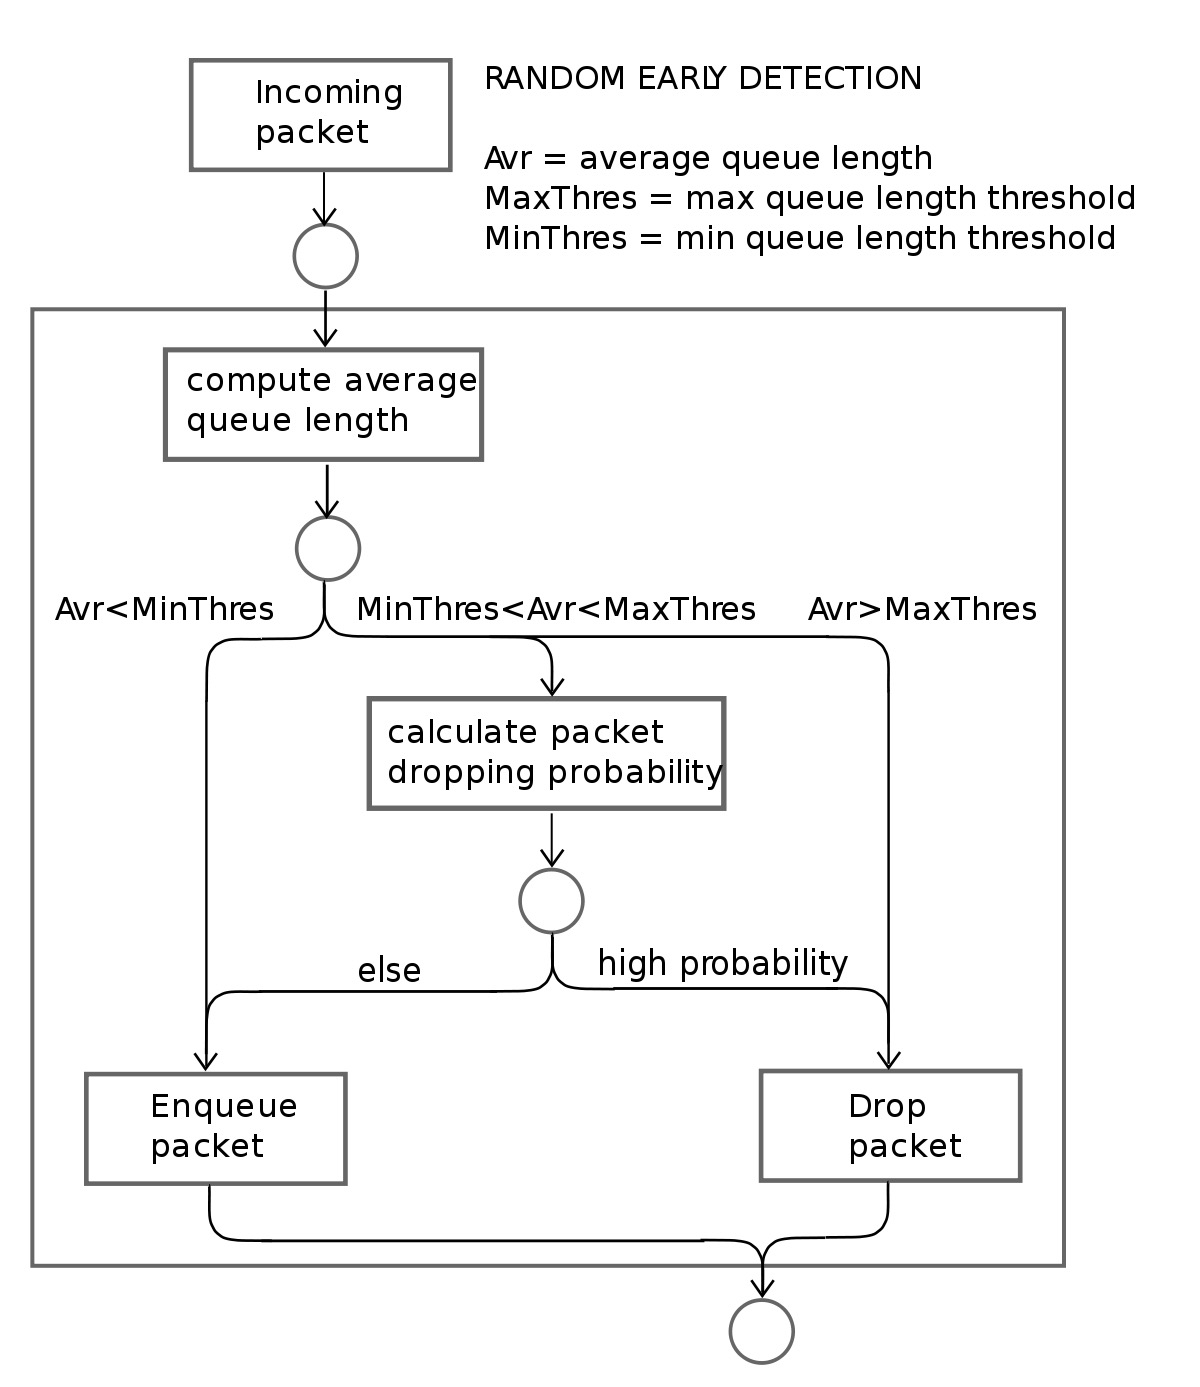 Incoming
packet
RANDOM EARLY DETECTION
Avr = average queue length
MaxThres = max queue length threshold
MinThres = min queue length threshold
compute average
queue length
Avr<MinThres
MinThres<Avr<MaxThres
Avr>MaxThres
calculate packet
dropping probability
else
high probability
Enqueue
packet
Drop
packet